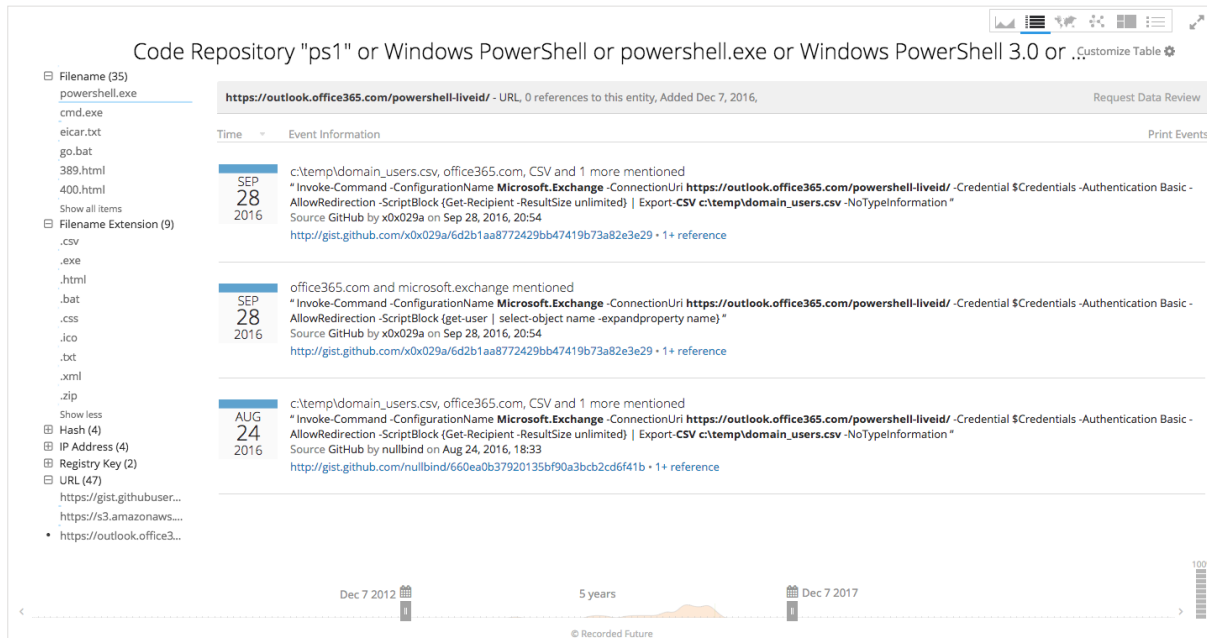 Code Repository "ps1" or Windows PowerShell or powershell.exe or Windows PowerShell 3.0 or ...
Customize Table
Filename (35)
powershell.exe
cmd.exe
eicar.txt
go.bat
389.html
400.html
Show all items
Filename Extension (9)
.csv
.exe
.html
.bat
.css
.ico
.txt
.xml
.zip
Show less
Hash (4)
IP Address (4)
Registry Key (2)
URL (47)
https://gist.githubuser...
https://s3.amazonaws....
• https://outlook.office3...
https://outlook.office365.com/powershell-liveid/ - URL, 0 references to this entity, Added Dec 7, 2016,
Request Data Review
Time
Event Information
Print Events
SEP
28
2016
c:\temp\domain_users.csv, office365.com, CSV and 1 more mentioned
“ Invoke-Command -ConfigurationName Microsoft.Exchange -ConnectionUri https://outlook.office365.com/powershell-liveid/ -Credential $Credentials -Authentication Basic -
AllowRedirection -ScriptBlock {Get-Recipient -ResultSize unlimited} | Export-CSV c:\temp\domain_users.csv -NoTypeInformation ”
Source GitHub by x0x029a on Sep 28, 2016, 20:54
http://gist.github.com/x0x029a/6d2b1aa8772429bb47419b73a82e3e29 • 1+ reference
SEP
28
2016
office365.com and microsoft.exchange mentioned
“ Invoke-Command -ConfigurationName Microsoft.Exchange -ConnectionUri https://outlook.office365.com/powershell-liveid/ -Credential $Credentials -Authentication Basic -
AllowRedirection -ScriptBlock {get-user | select-object name -expandproperty name} ”
Source GitHub by x0x029a on Sep 28, 2016, 20:54
http://gist.github.com/x0x029a/6d2b1aa8772429bb47419b73a82e3e29 • 1+ reference
AUG
24
2016
c:\temp\domain_users.csv, office365.com, CSV and 1 more mentioned
“ Invoke-Command -ConfigurationName Microsoft.Exchange -ConnectionUri https://outlook.office365.com/powershell-liveid/ -Credential $Credentials -Authentication Basic -
AllowRedirection -ScriptBlock {Get-Recipient -ResultSize unlimited} | Export-CSV c:\temp\domain_users.csv -NoTypeInformation ”
Source GitHub by nullbind on Aug 24, 2016, 18:33
http://gist.github.com/nullbind/660ea0b37920135bf90a3bcb2cd6f41b • 1+ reference
100%
Dec 7 2012
5 years
Dec 7 2017
© Recorded Future